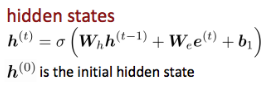 hidden states
h^(t) = σ(W_h h^(t−1) + W_e e^(t) + b_1)
h^(0) is the initial hidden state